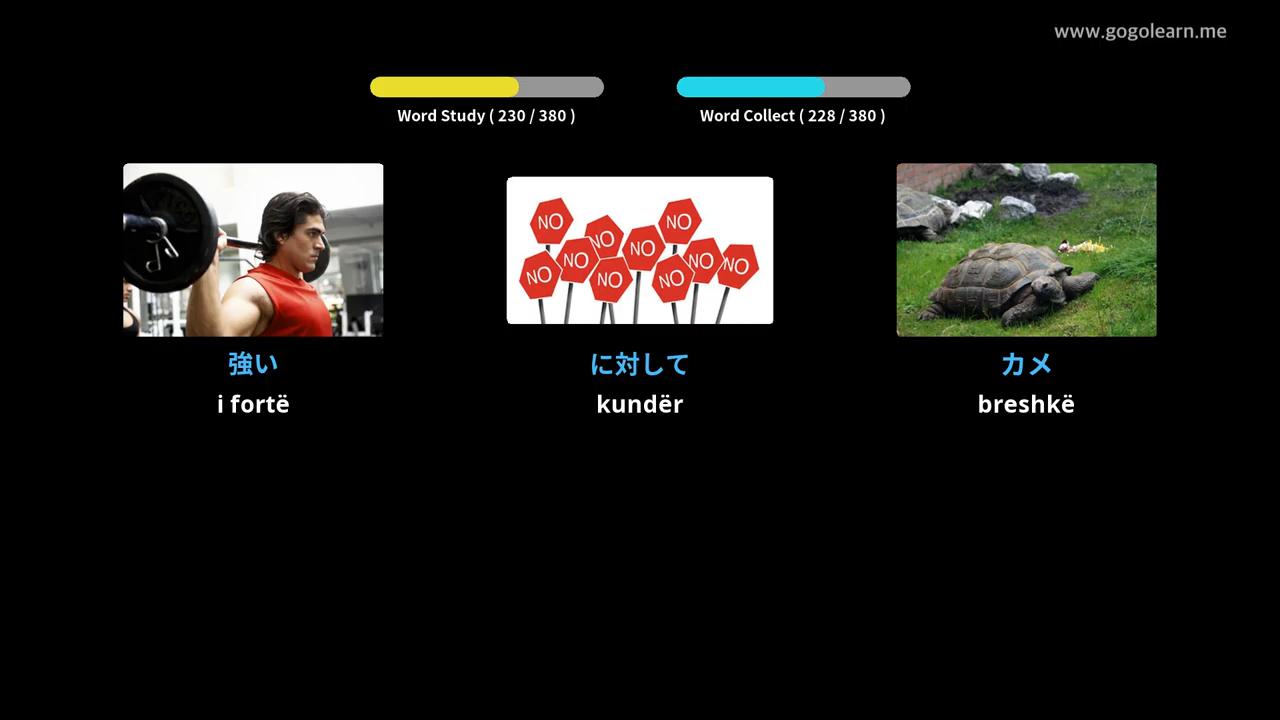 www.gogolearn.me
Word Study ( 230 / 380 )
Word Collect ( 228 / 380 )
NO
NO
NO
NO
NO
NO
NO
NO
NO
NO
強い
に対して
カメ
i fortë
kundër
breshkë